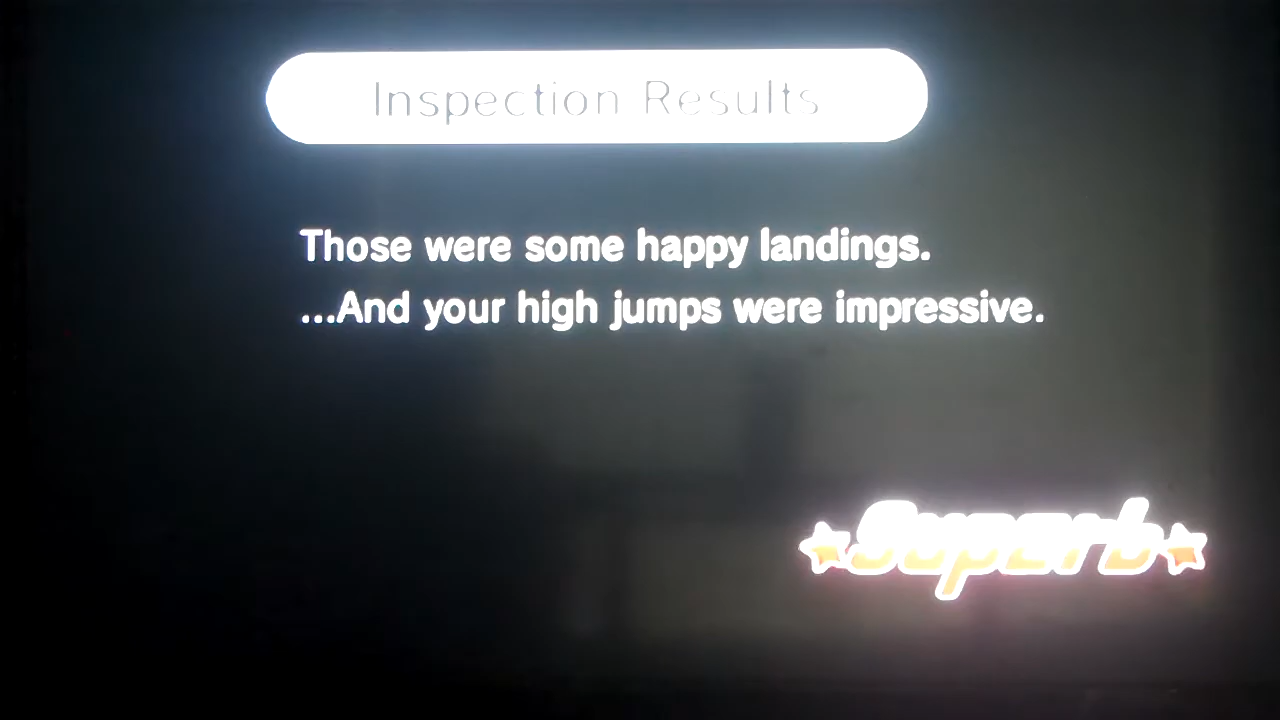 Inspection Results
Those were some happy landings.
...And your high jumps were impressive.
Superb